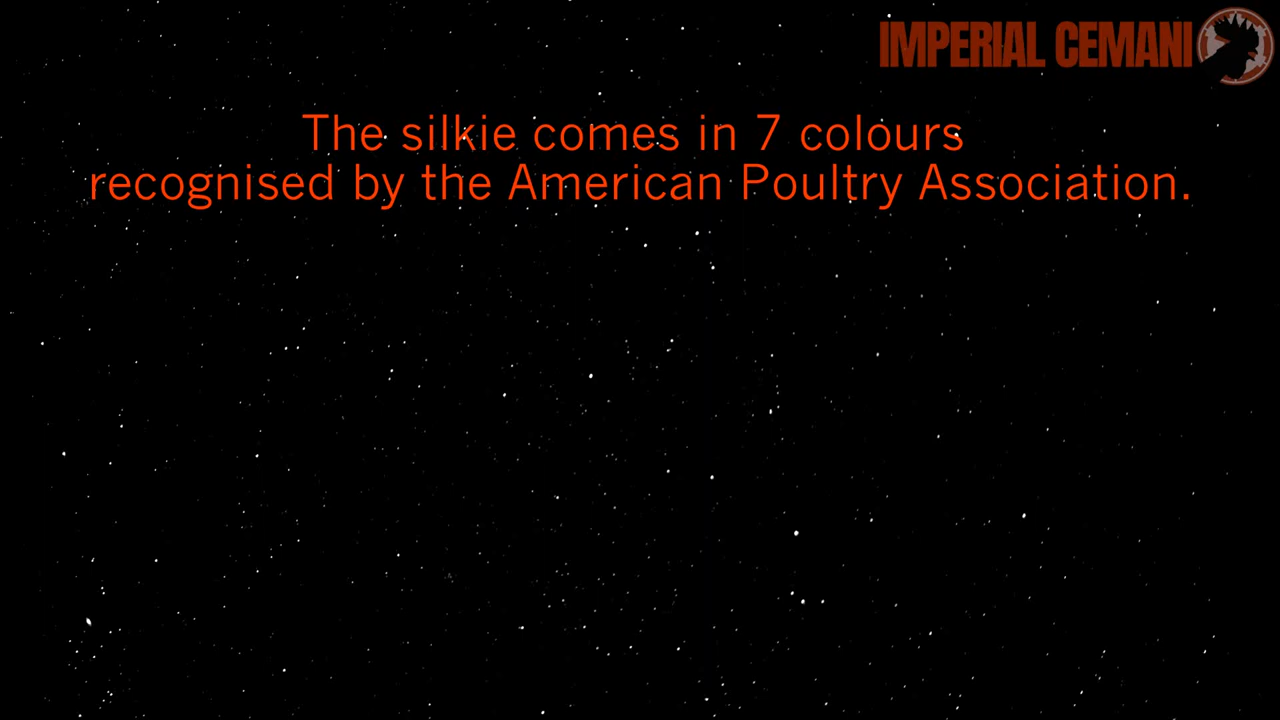 IMPERIAL CEMANI
The silkie comes in 7 colours
recognised by the American Poultry Association.